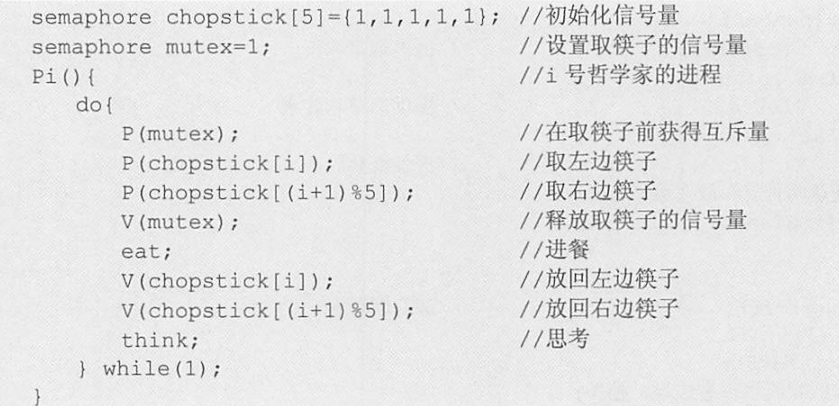 semaphore chopstick[5]={1,1,1,1,1}; //初始化信号量
semaphore mutex=1; //设置取筷子的信号量
Pi(){ //i 号哲学家的进程
do{
P(mutex); //在取筷子前获得互斥量
P(chopstick[i]); //取左边筷子
P(chopstick[(i+1)%5]); //取右边筷子
V(mutex); //释放取筷子的信号量
eat; //进餐
V(chopstick[i]); //放回左边筷子
V(chopstick[(i+1)%5]); //放回右边筷子
think; //思考
} while(1);
}